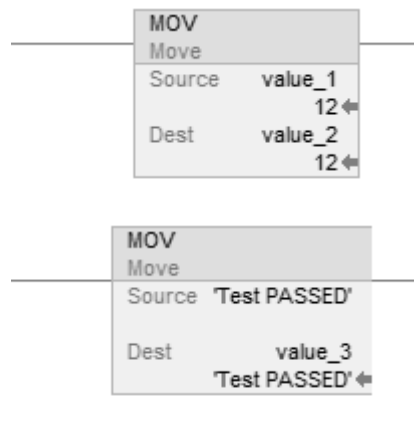 MOV
Move
Source value_1
12
Dest value_2
12
MOV
Move
Source 'Test PASSED'
Dest value_3
'Test PASSED'